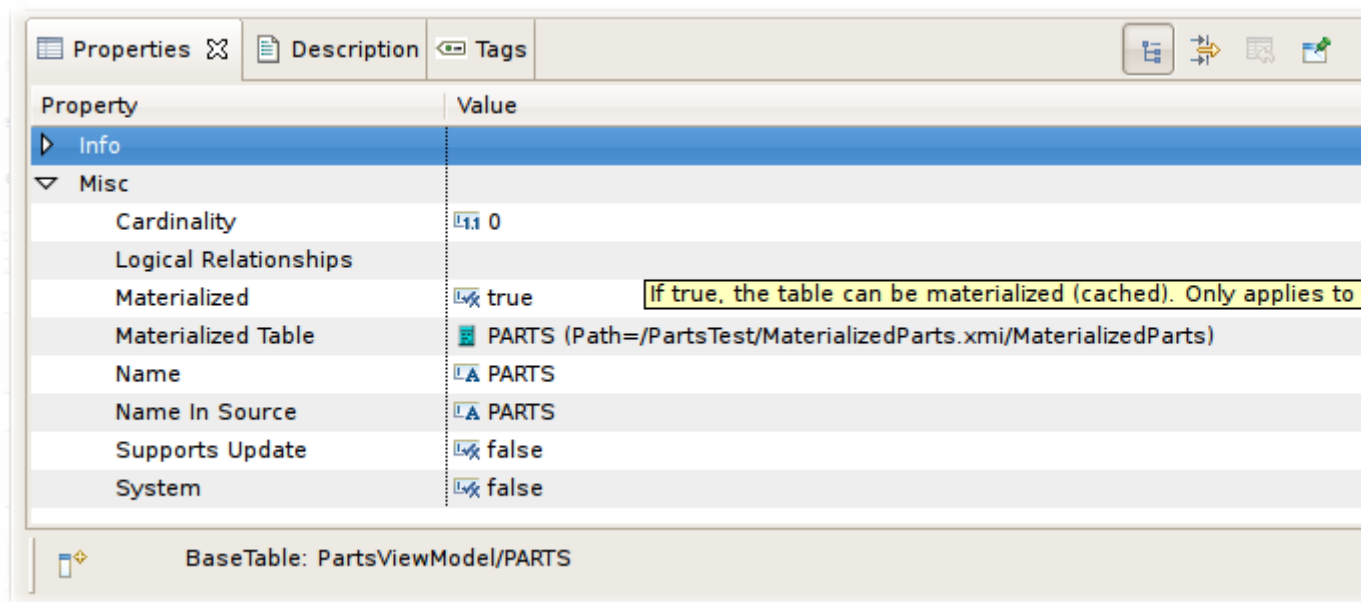 Properties Description Tags
Property Value
Info
Misc
Cardinality 0
Logical Relationships
Materialized true If true, the table can be materialized (cached). Only applies to
Materialized Table PARTS (Path=/PartsTest/MaterializedParts.xmi/MaterializedParts)
Name PARTS
Name In Source PARTS
Supports Update false
System false
BaseTable: PartsViewModel/PARTS